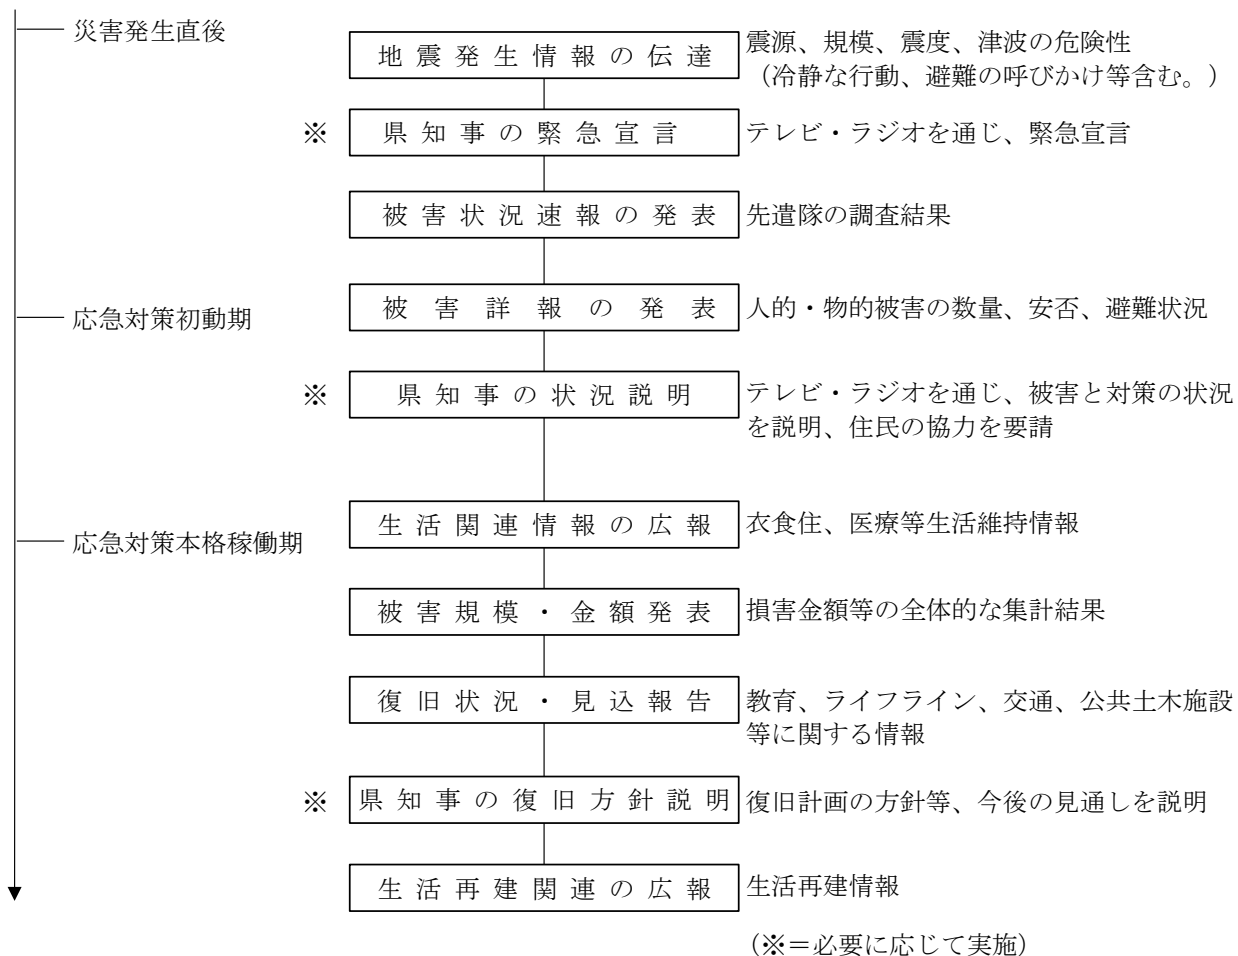 災害発生直後
地震発生情報の伝達
震源、規模、震度、津波の危険性
（冷静な行動、避難の呼びかけ等含む。）
※
県知事の緊急宣言
テレビ・ラジオを通じ、緊急宣言
被害状況速報の発表
先遣隊の調査結果
応急対策初動期
被害詳報の発表
人的・物的被害の数量、安否、避難状況
※
県知事の状況説明
テレビ・ラジオを通じ、被害と対策の状況
を説明、住民の協力を要請
応急対策本格稼働期
生活関連情報の広報
衣食住、医療等生活維持情報
被害規模・金額発表
損害金額等の全体的な集計結果
復旧状況・見込報告
教育、ライフライン、交通、公共土木施設
等に関する情報
※
県知事の復旧方針説明
復旧計画の方針等、今後の見通しを説明
生活再建関連の広報
生活再建情報
（※＝必要に応じて実施）